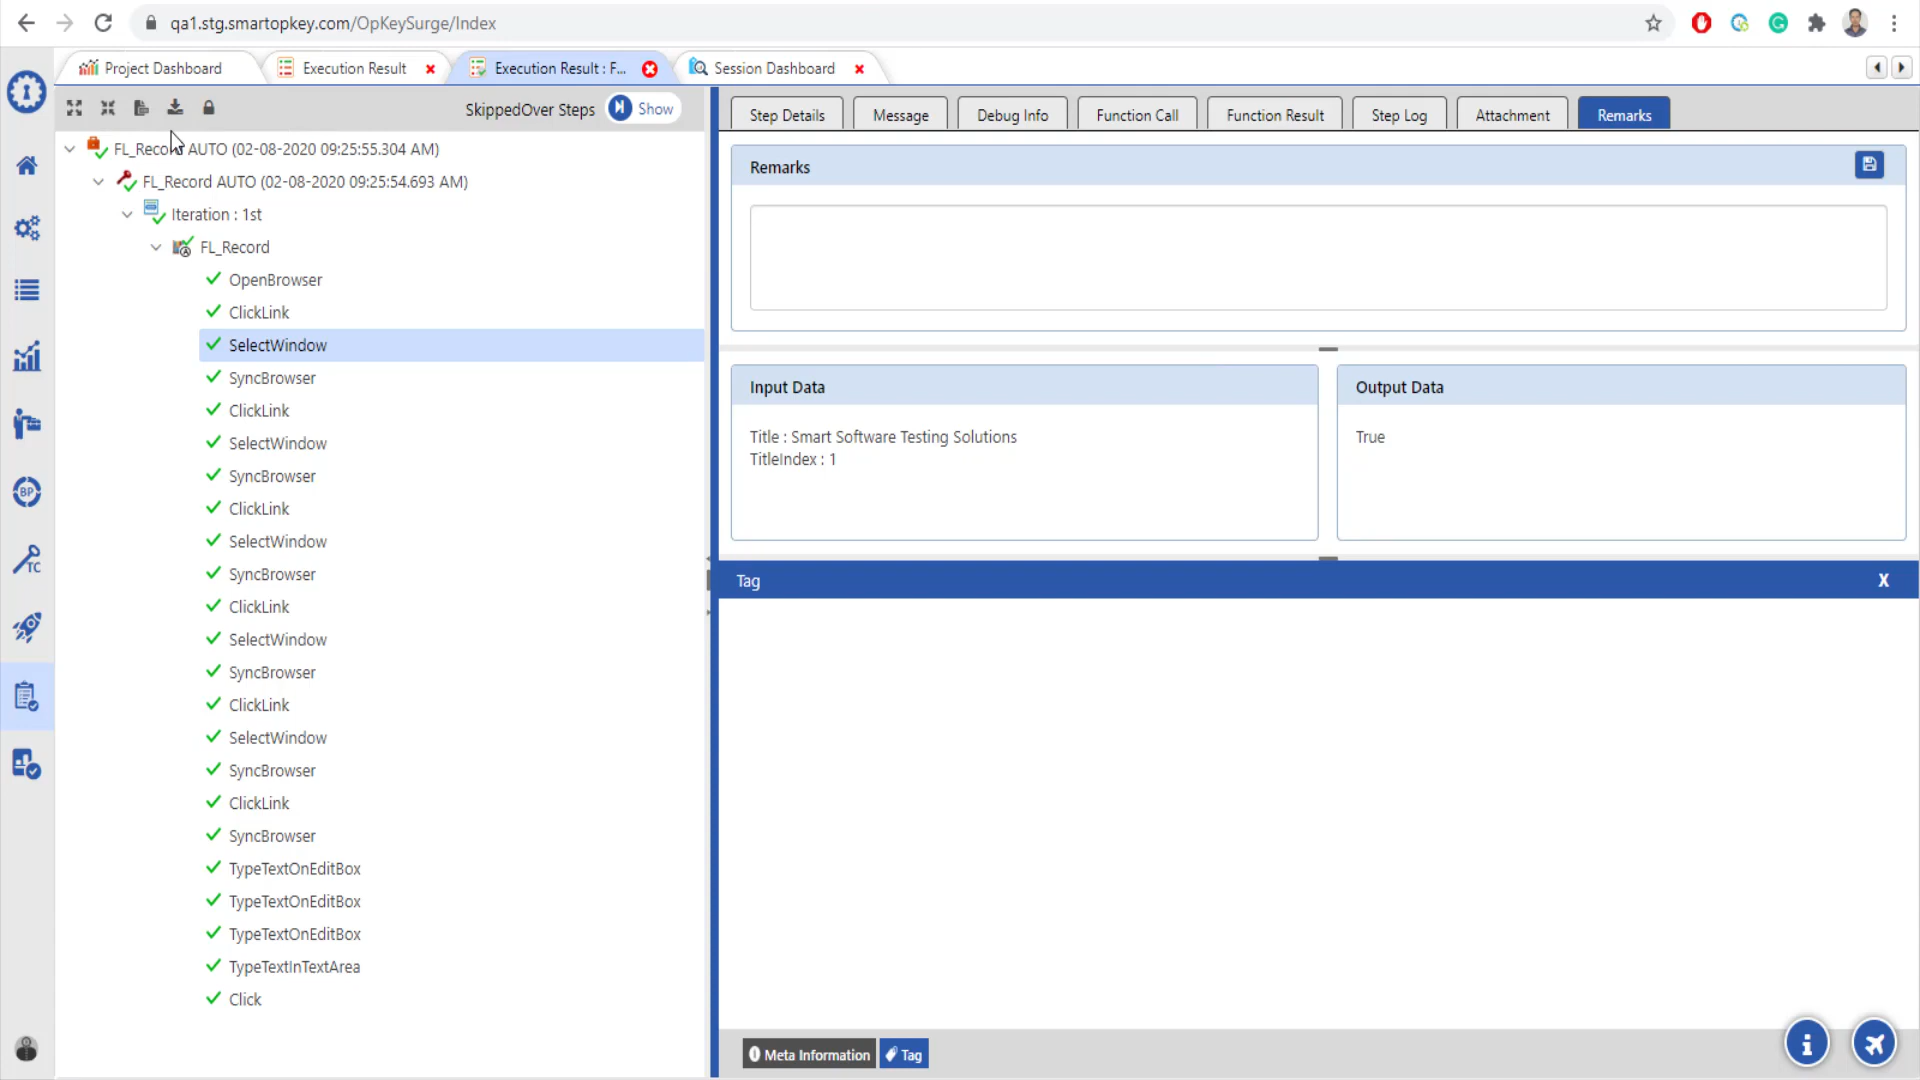 qa1.stg.smartopkey.com/OpKeySurge/Index
Project Dashboard
Execution Result
Execution Result : F...
Session Dashboard
SkippedOver Steps
Show
FL_Record AUTO (02-08-2020 09:25:55.304 AM)
FL_Record AUTO (02-08-2020 09:25:54.693 AM)
Iteration : 1st
FL_Record
OpenBrowser
ClickLink
SelectWindow
SyncBrowser
ClickLink
SelectWindow
SyncBrowser
ClickLink
SelectWindow
SyncBrowser
ClickLink
SelectWindow
SyncBrowser
ClickLink
SelectWindow
SyncBrowser
ClickLink
SyncBrowser
TypeTextOnEditBox
TypeTextOnEditBox
TypeTextOnEditBox
TypeTextInTextArea
Click
BP
TC
Step Details
Message
Debug Info
Function Call
Function Result
Step Log
Attachment
Remarks
Remarks
Input Data
Title : Smart Software Testing Solutions
TitleIndex : 1
Output Data
True
Tag
X
Meta Information
Tag